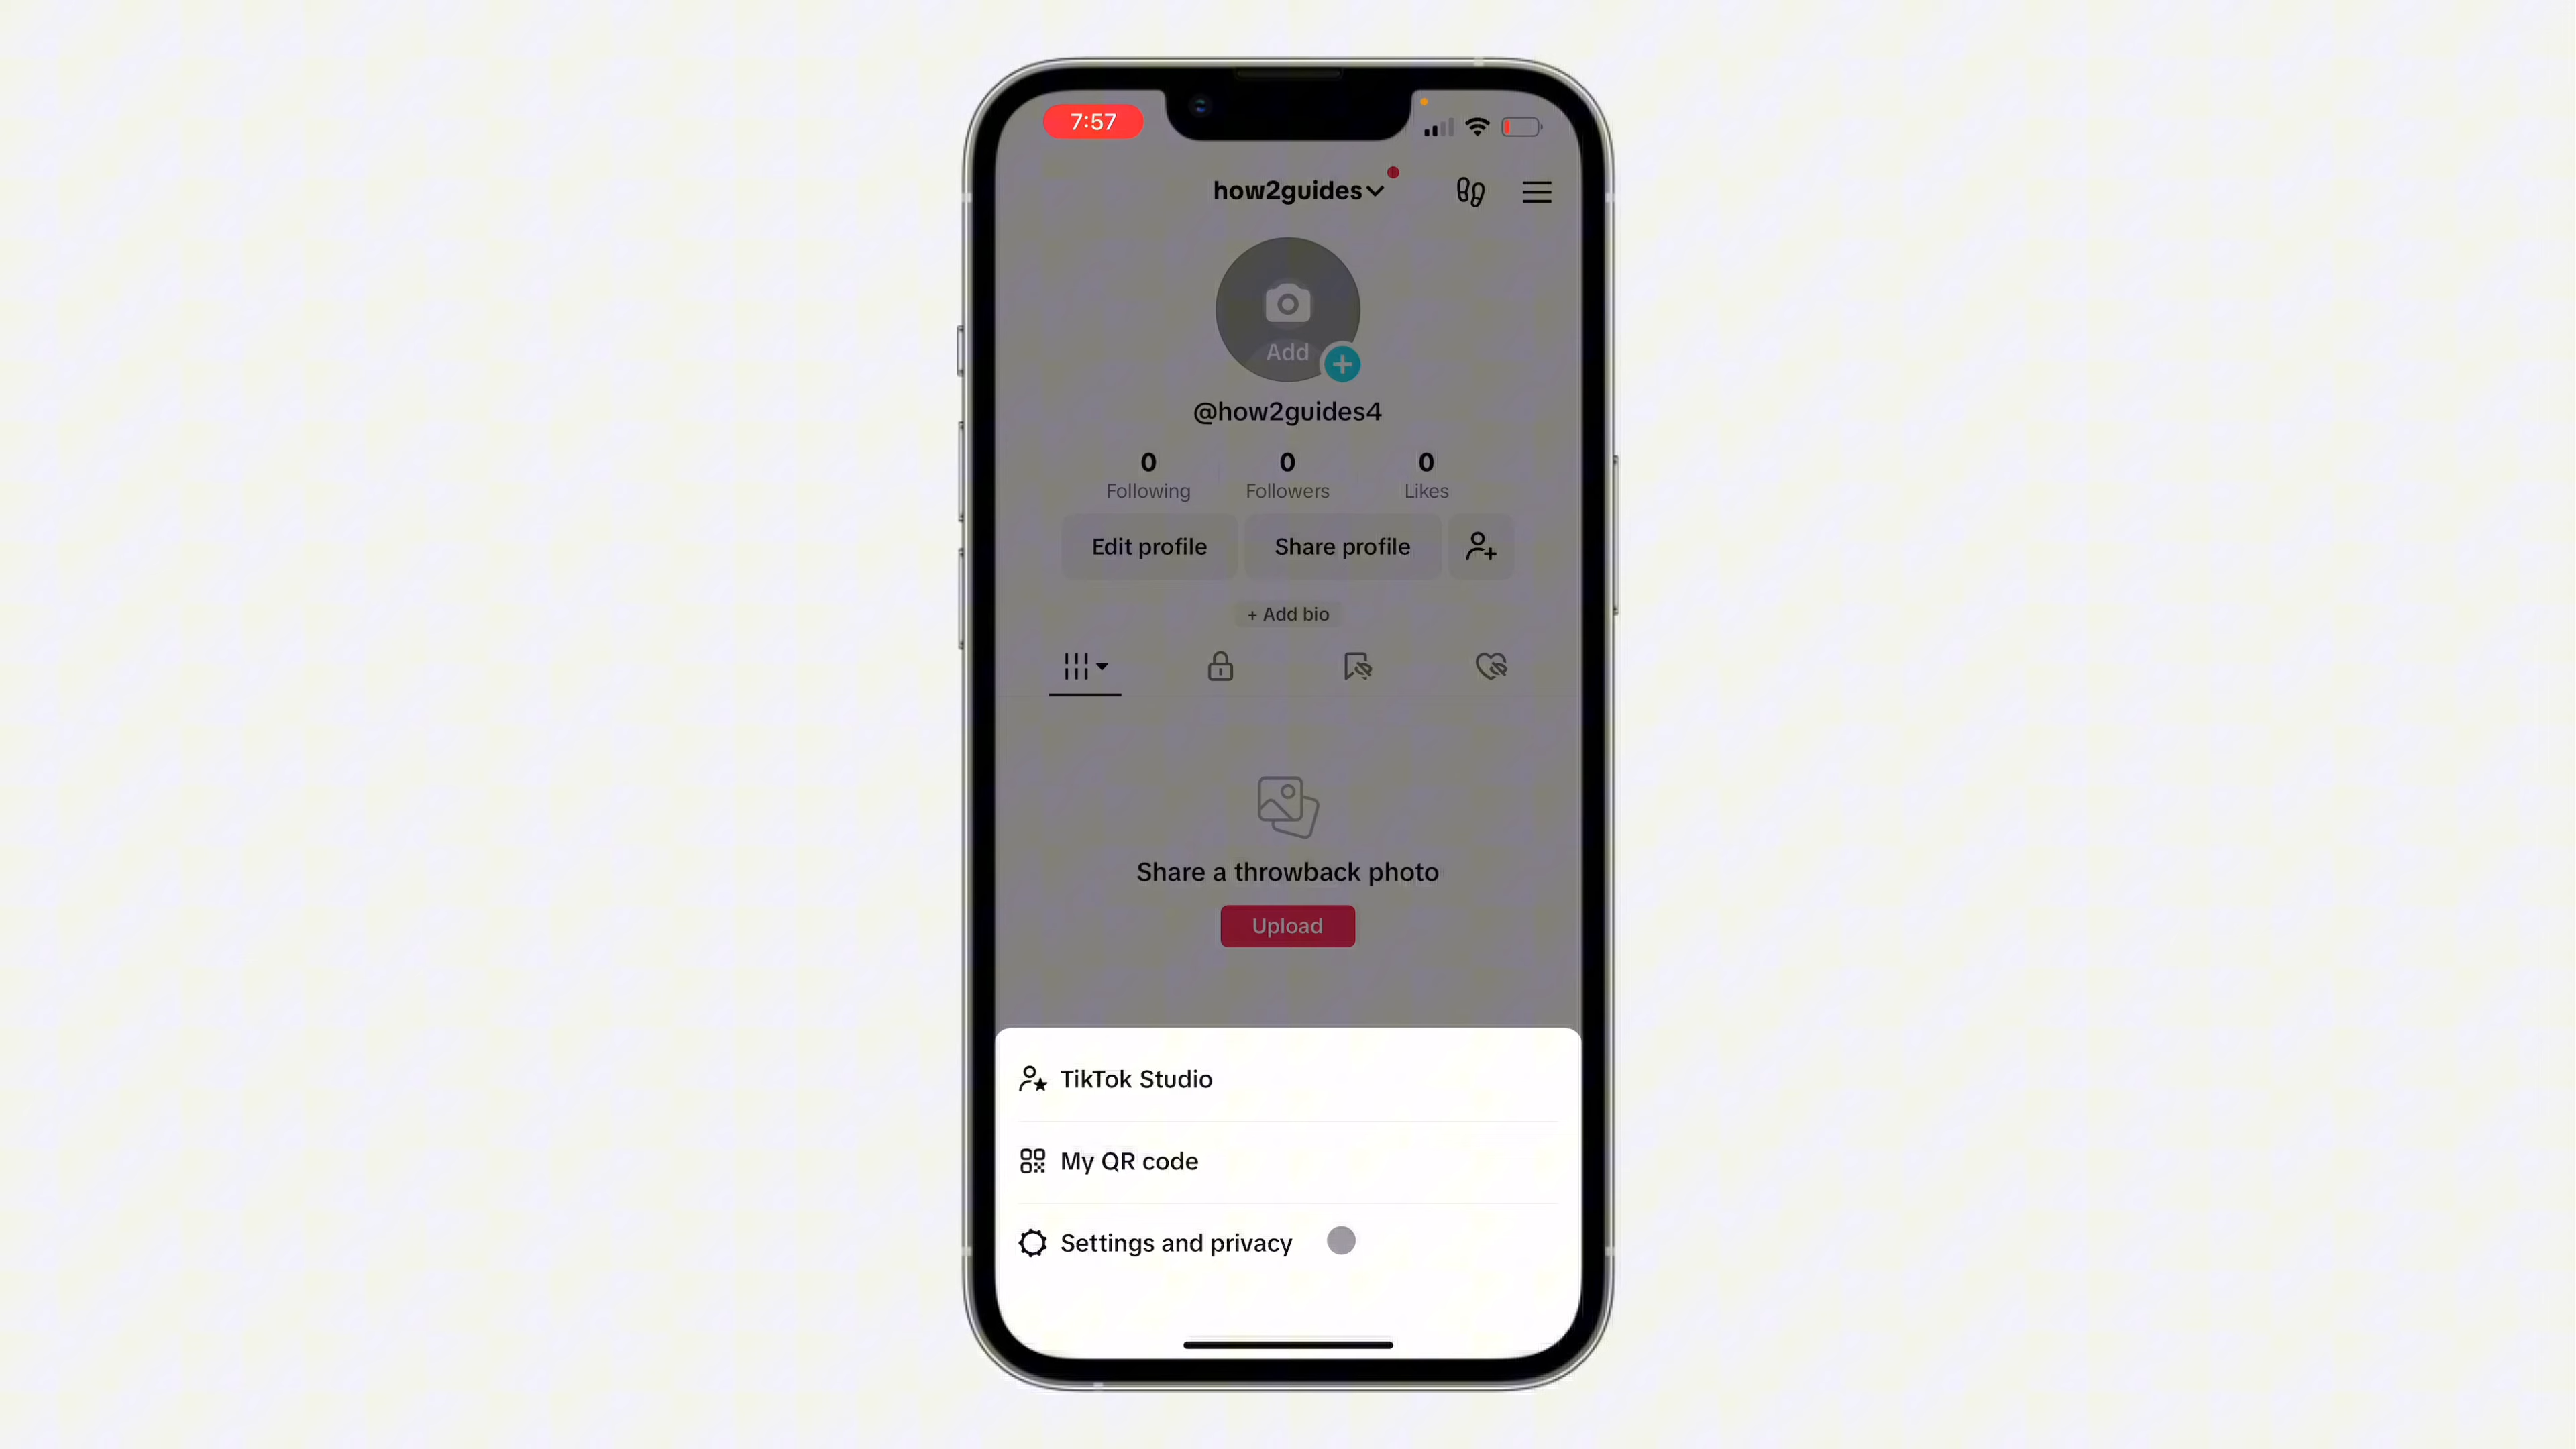 7:57
how2guides
Add
@how2guides4
0 0 0
Following Followers Likes
Edit profile Share profile
+ Add bio
Share a throwback photo
Upload
TikTok Studio
My QR code
Settings and privacy